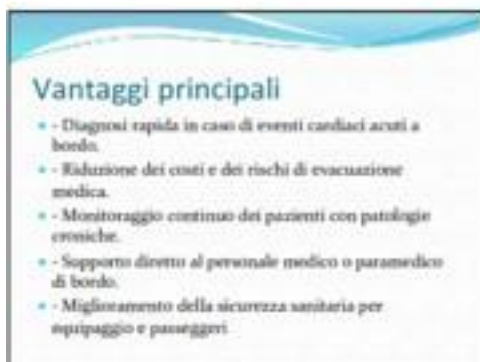 Vantaggi principali
- Diagnosi rapida in caso di eventi cardiaci acuti a
bordo.
- Riduzione dei costi e dei rischi di evacuazione
medica.
- Monitoraggio continuo dei pazienti con patologie
croniche.
- Supporto diretto al personale medico o paramedico
di bordo.
- Miglioramento della sicurezza sanitaria per
equipaggio e passeggeri